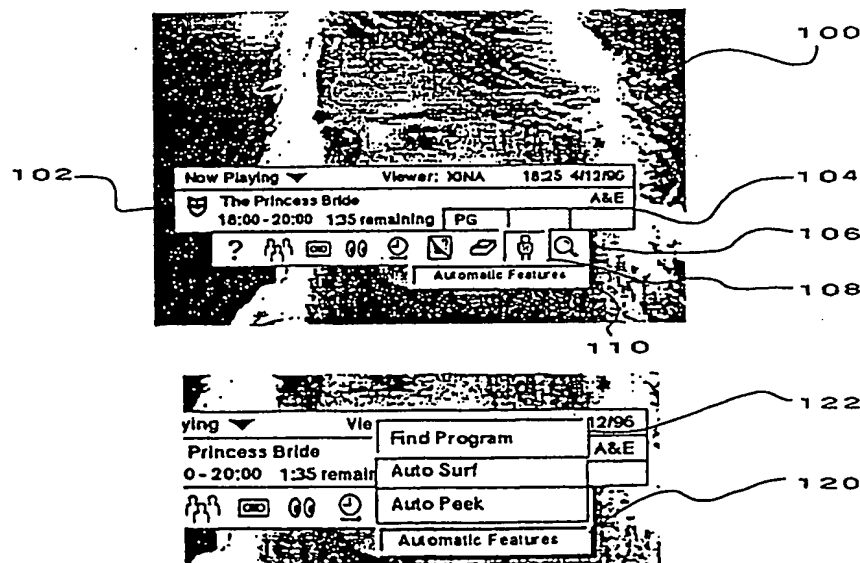 100
Now Playing Viewer: XINA 18:25 4/12/96
102
The Princess Bride A&E
104
18:00-20:00 1:35 remaining PG
?
106
Automatic Features
108
110
ying Vie 12/96
122
Find Program
Princess Bride A&E
0-20:00 1:35 remain Auto Surf
Auto Peek
120
Automatic Features